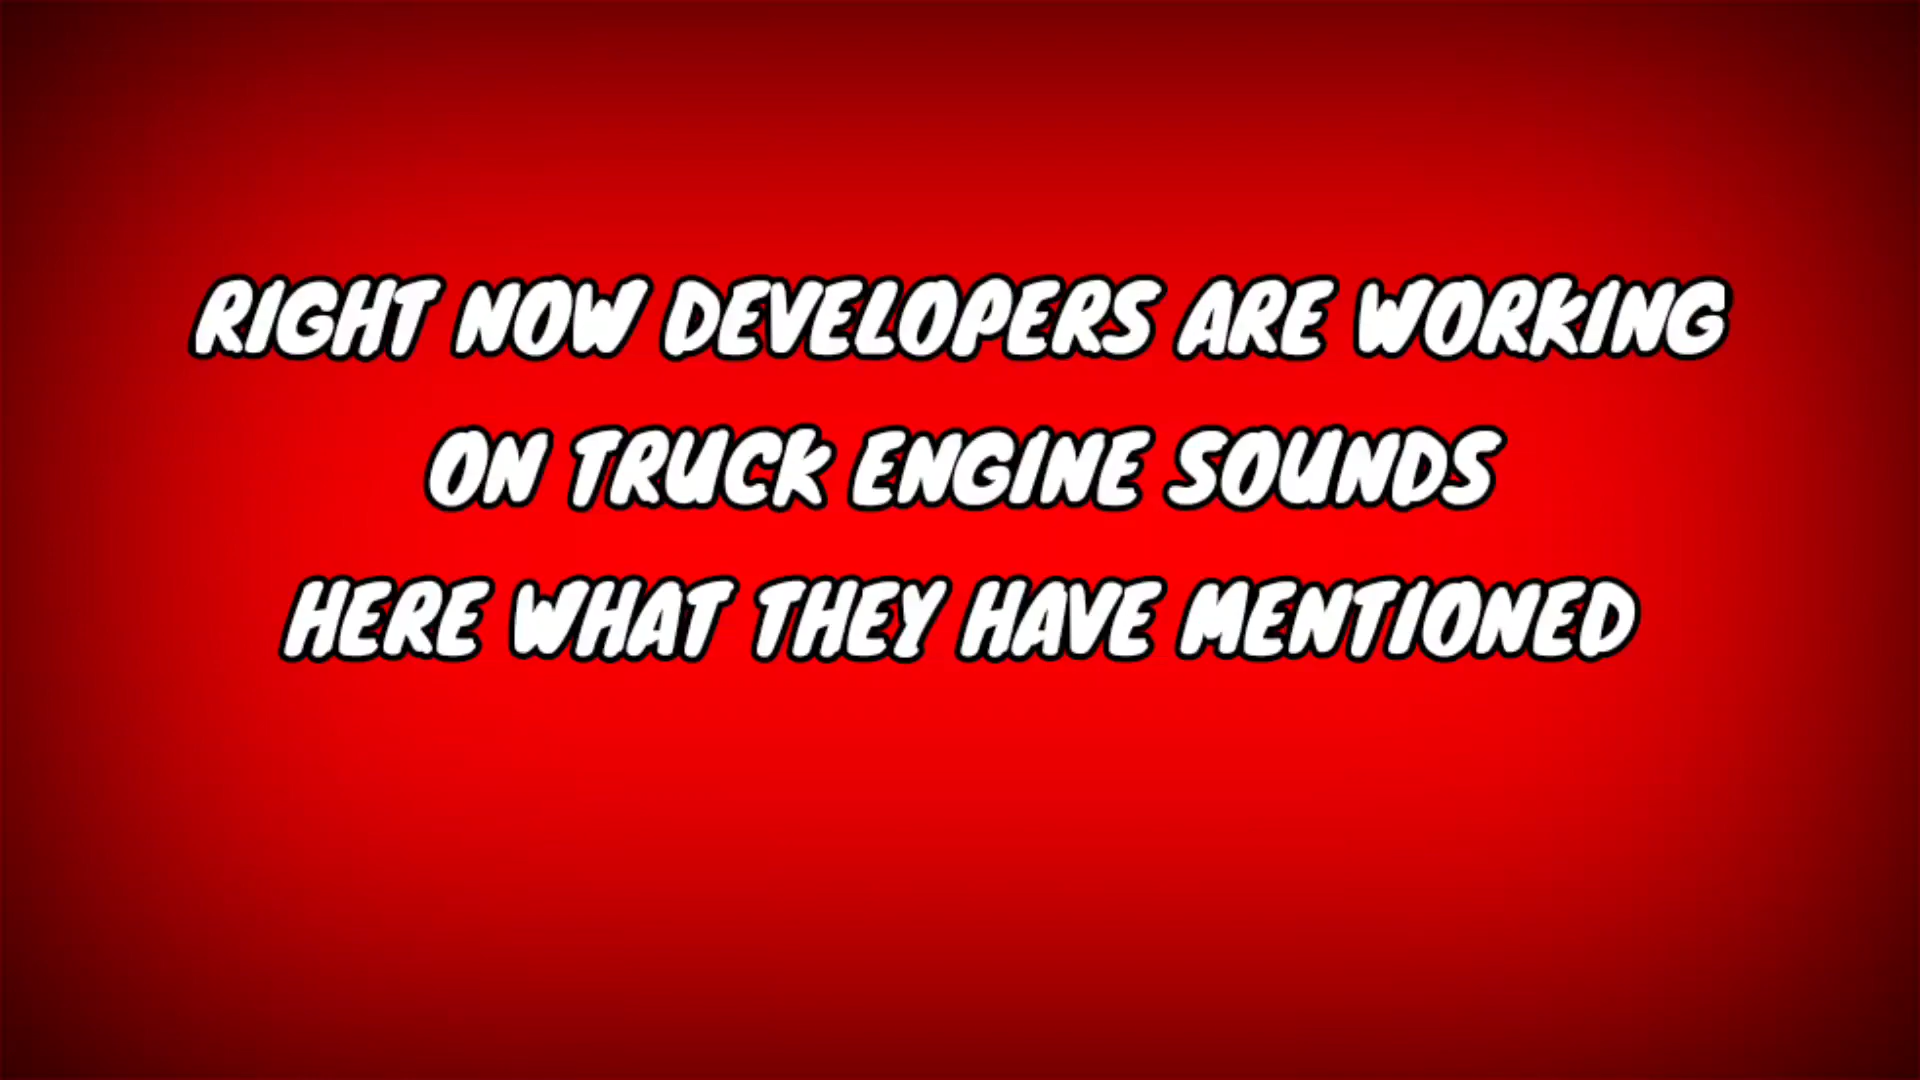 RIGHT NOW DEVELOPERS ARE WORKING
ON TRUCK ENGINE SOUNDS
HERE WHAT THEY HAVE MENTIONED